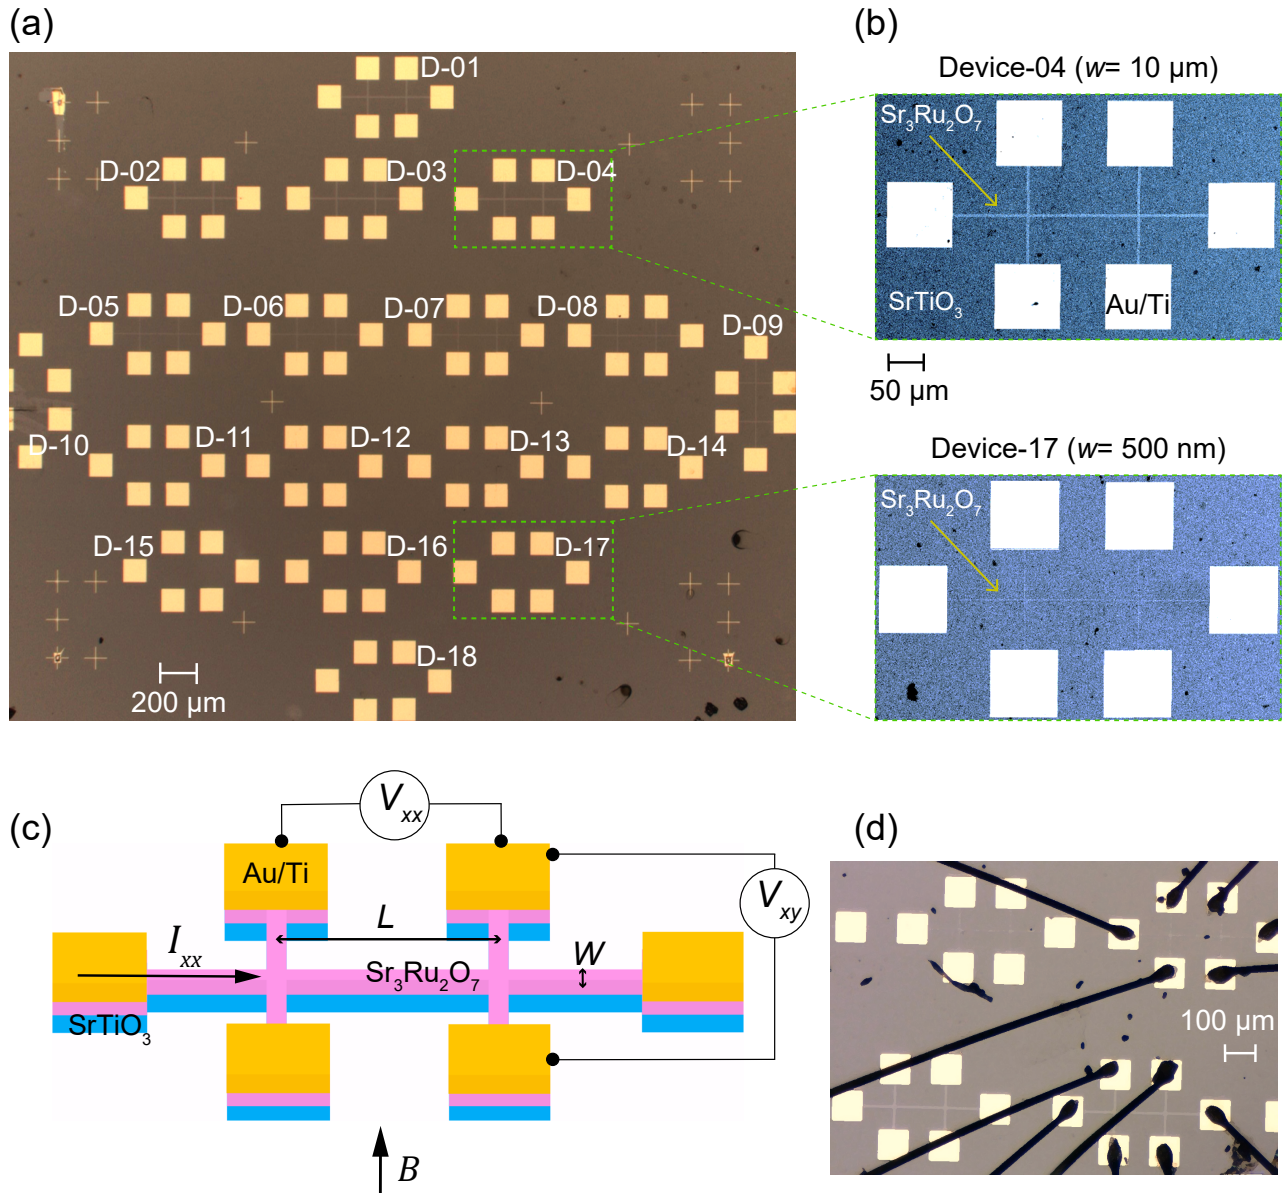 (a)
D-01
D-02
D-03
D-04
D-05
D-06
D-07
D-08
D-09
D-10
D-11
D-12
D-13
D-14
D-15
D-16
D-17
D-18
200 µm
(b)
Device-04 (w= 10 µm)
Sr₃Ru₂O₇
SrTiO₃
Au/Ti
50 µm
Device-17 (w= 500 nm)
Sr₃Ru₂O₇
(c)
Vxx
Au/Ti
Vxy
L
Ixx
W
Sr₃Ru₂O₇
SrTiO₃
B
(d)
100 µm